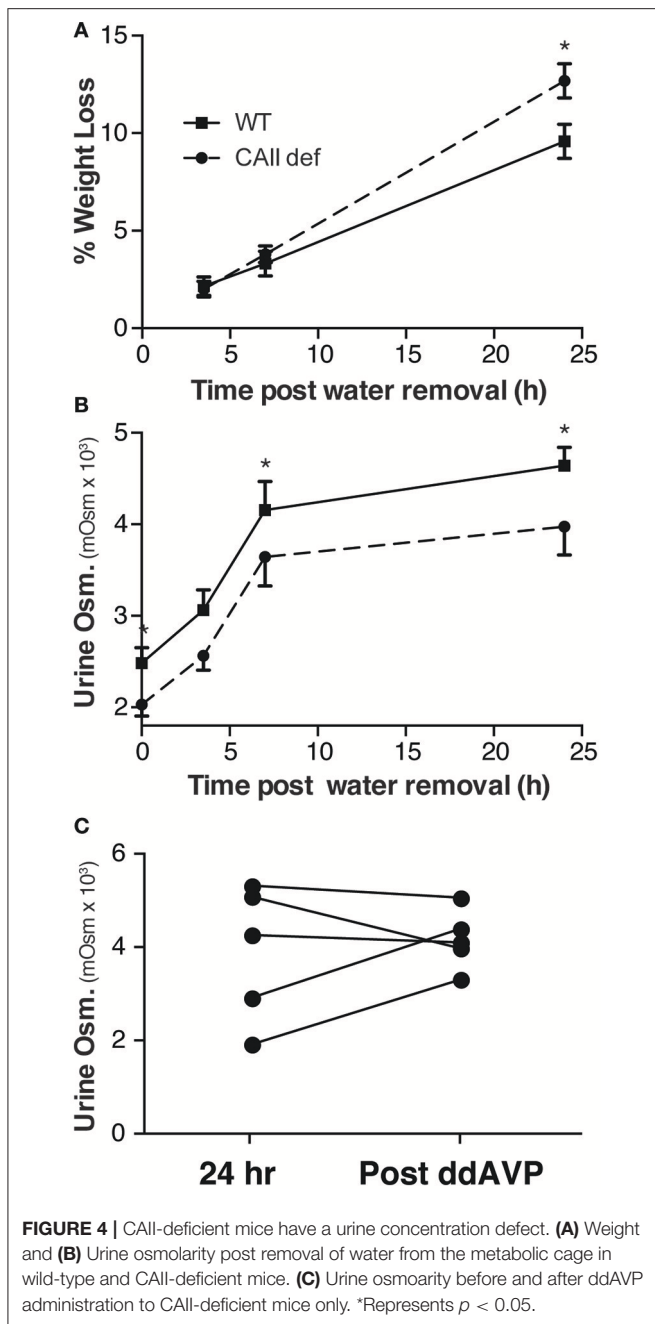 A
15
*
% Weight Loss
WT
CAII def
10
5
0
0 5 10 15 20 25
Time post water removal (h)
B
5
*
*
Urine Osm. (mOsm x 10³)
4
3
*
2
0 5 10 15 20 25
Time post water removal (h)
C
6
Urine Osm. (mOsm x 10³)
4
2
0
24 hr Post ddAVP
FIGURE 4 | CAII-deficient mice have a urine concentration defect. (A) Weight
and (B) Urine osmolarity post removal of water from the metabolic cage in
wild-type and CAII-deficient mice. (C) Urine osmoarity before and after ddAVP
administration to CAII-deficient mice only. *Represents p < 0.05.